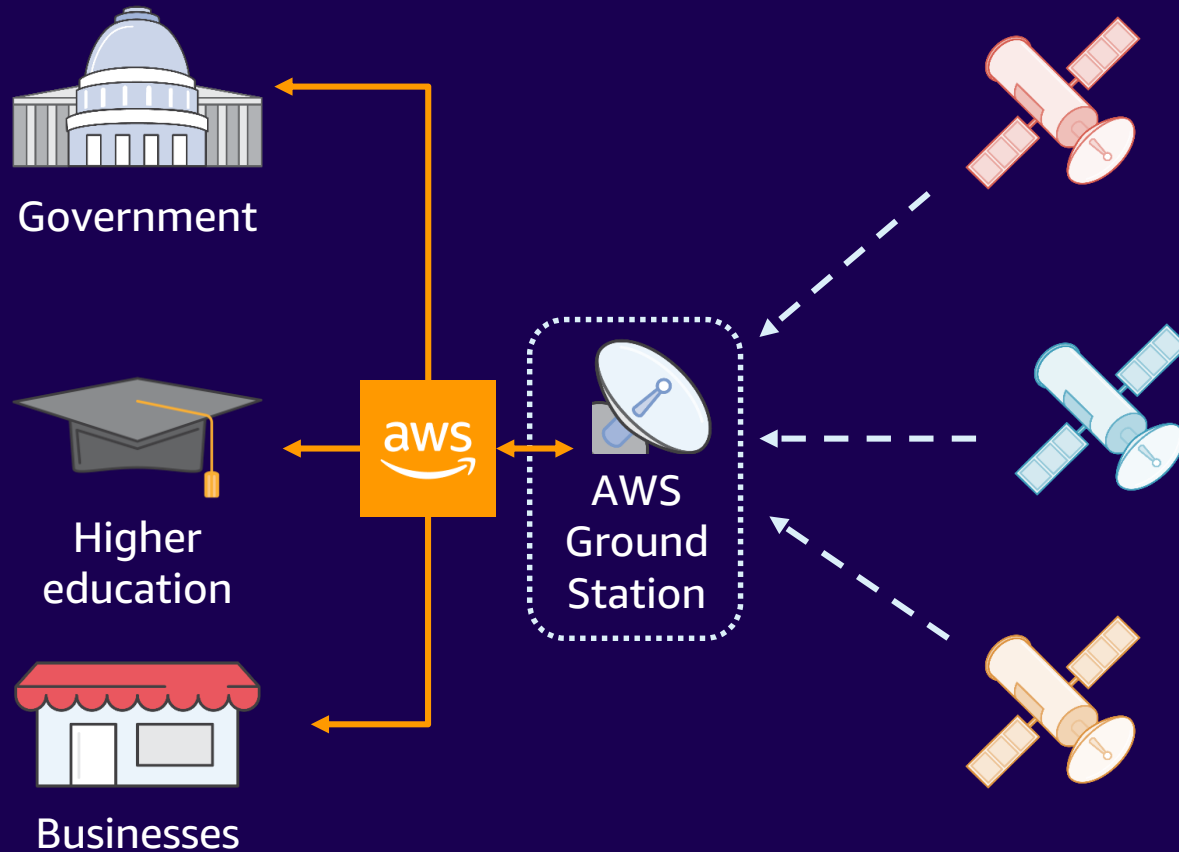 Government
Higher
education
Businesses
aws
AWS
Ground
Station